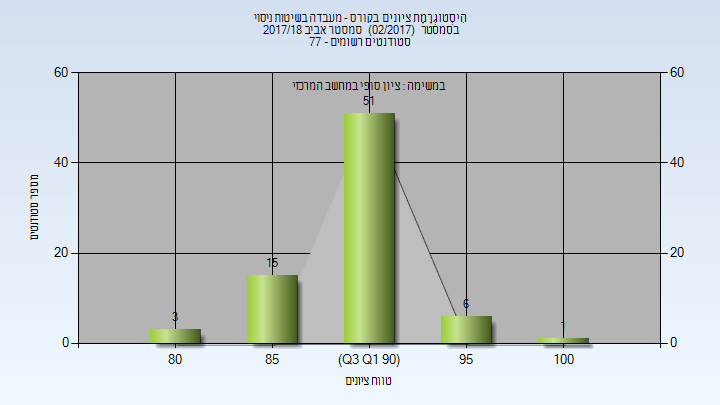 היסטוגרמת ציונים בקורס - מעבדה בשיטות ניסוי
בסמסטר (02/2017) סמסטר אביב 2017/18
סטודנטים רשומים - 77
במשימה : ציון סופי במחשב המרכזי
60
40
20
0
60
40
20
0
מספר סטודנטים
3
15
51
6
1
80
85
(Q3 Q1 90)
95
100
טווח ציונים